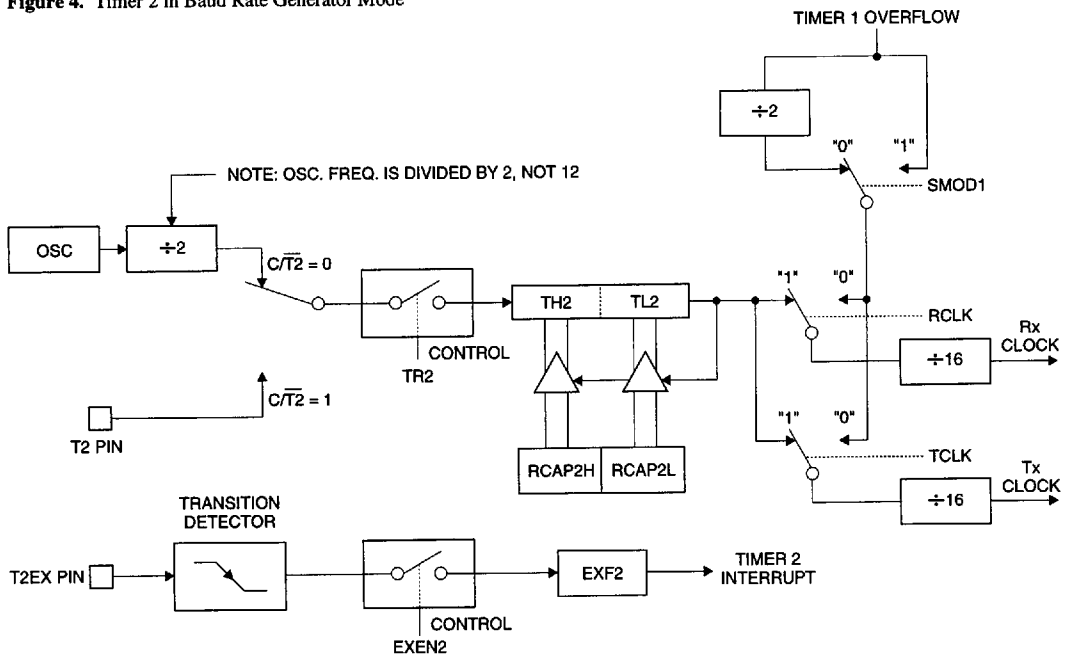 Figure 4. Timer 2 in Baud Rate Generator Mode
TIMER 1 OVERFLOW
÷2
"0"
"1"
SMOD1
NOTE: OSC. FREQ. IS DIVIDED BY 2, NOT 12
OSC
÷2
C/T2̅ = 0
TH2
TL2
"1"
"0"
RCLK
Rx
CLOCK
÷16
CONTROL
TR2
C/T2̅ = 1
T2 PIN
RCAP2H
RCAP2L
"1"
"0"
TCLK
Tx
CLOCK
÷16
TRANSITION
DETECTOR
T2EX PIN
EXF2
TIMER 2
INTERRUPT
CONTROL
EXEN2